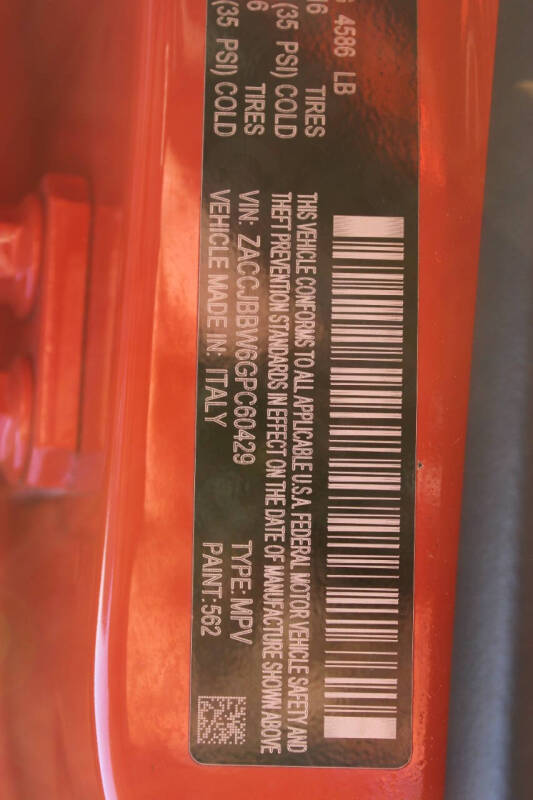 G 4586 LB
16 TIRES
(35 PSI) COLD
6 TIRES
(35 PSI) COLD
THIS VEHICLE CONFORMS TO ALL APPLICABLE U.S.A. FEDERAL MOTOR VEHICLE SAFETY AND
THEFT PREVENTION STANDARDS IN EFFECT ON THE DATE OF MANUFACTURE SHOWN ABOVE
VIN: ZACCJBBW6GPC60429 TYPE: MPV
VEHICLE MADE IN: ITALY PAINT: 562